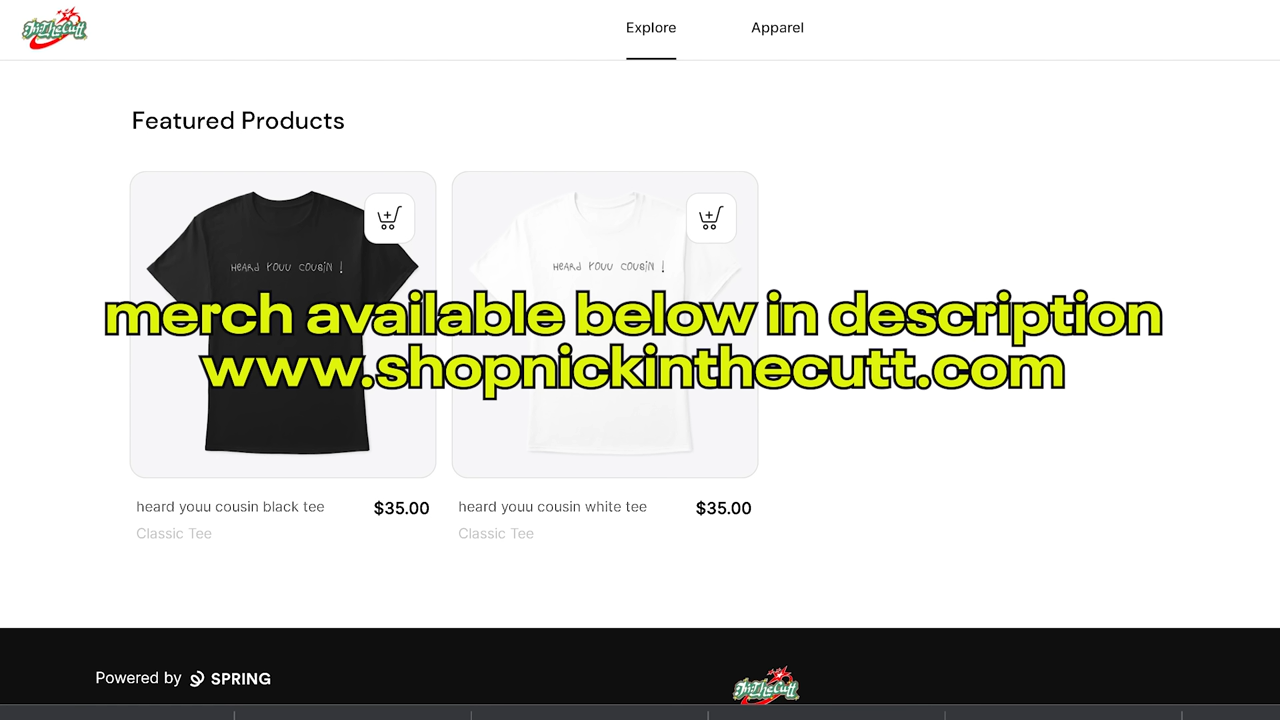 InTheCutt
Explore
Apparel
Featured Products
HEARd YOUU COUSIN !
HEARd YOUU COUSIN !
merch available below in description
www.shopnickinthecutt.com
heard youu cousin black tee
$35.00
heard youu cousin white tee
$35.00
Classic Tee
Classic Tee
Powered by SPRING
InTheCutt